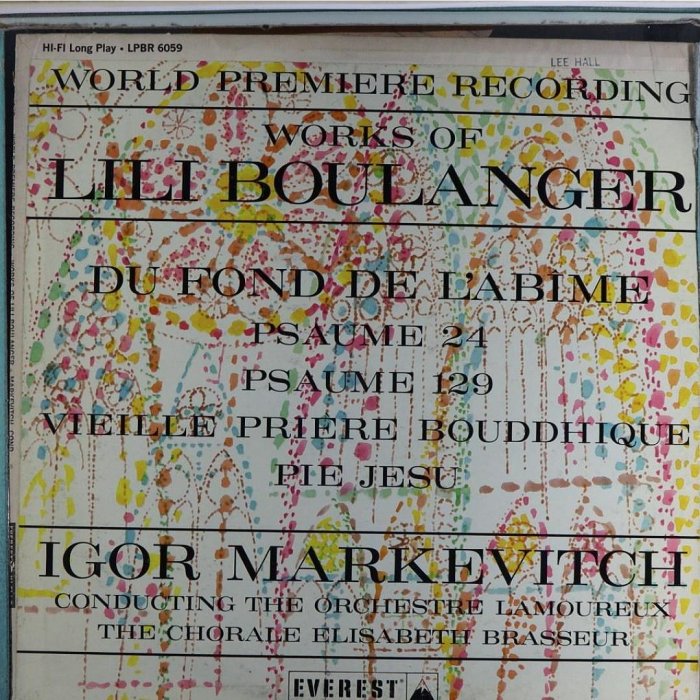 HI-FI Long Play • LPBR 6059
LEE HALL
WORLD PREMIERE RECORDING
WORKS OF
LILI BOULANGER
DU FOND DE L'ABIME
PSAUME 24
PSAUME 129
VIEILLE PRIERE BOUDDHIQUE
PIE JESU
IGOR MARKEVITCH
CONDUCTING THE ORCHESTRE LAMOUREUX
THE CHORALE ELISABETH BRASSEUR
EVEREST